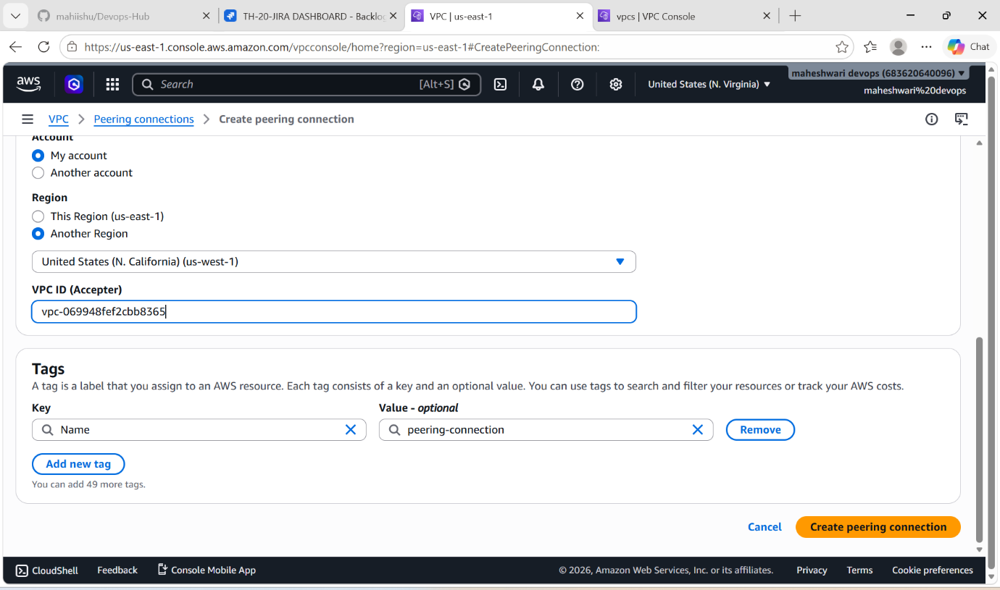 mahiishu/Devops-Hub
TH-20-JIRA DASHBOARD - Backlog
VPC | us-east-1
vpcs | VPC Console
https://us-east-1.console.aws.amazon.com/vpcconsole/home?region=us-east-1#CreatePeeringConnection:
Chat
aws
Search [Alt+S]
United States (N. Virginia)
maheshwari devops (683620640096)
maheshwari%20devops
VPC > Peering connections > Create peering connection
Account
My account
Another account
Region
This Region (us-east-1)
Another Region
United States (N. California) (us-west-1)
VPC ID (Accepter)
vpc-069948fef2cbb8365
Tags
A tag is a label that you assign to an AWS resource. Each tag consists of a key and an optional value. You can use tags to search and filter your resources or track your AWS costs.
Key
Value - optional
Name
peering-connection
Remove
Add new tag
You can add 49 more tags.
Cancel
Create peering connection
CloudShell Feedback Console Mobile App © 2026, Amazon Web Services, Inc. or its affiliates. Privacy Terms Cookie preferences